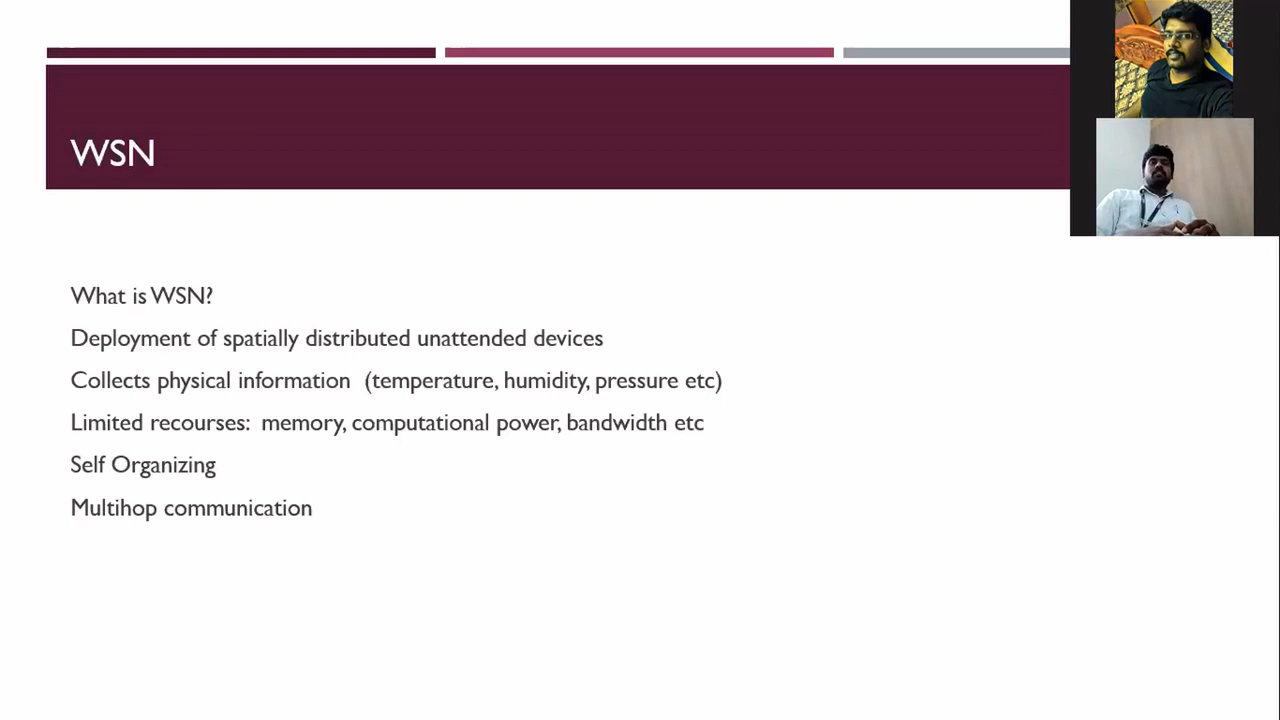 WSN
What is WSN?
Deployment of spatially distributed unattended devices
Collects physical information (temperature, humidity, pressure etc)
Limited recourses: memory, computational power, bandwidth etc
Self Organizing
Multihop communication